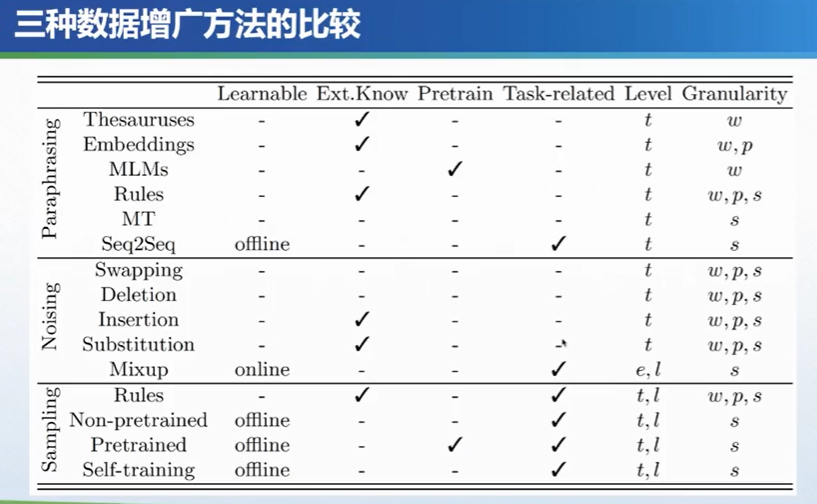 三种数据增广方法的比较
Learnable Ext.Know Pretrain Task-related Level Granularity
Paraphrasing
Thesauruses - ✓ - - t w
Embeddings - ✓ - - t w, p
MLMs - - ✓ - t w
Rules - ✓ - - t w, p, s
MT - - - - t s
Seq2Seq offline - - ✓ t s
Noising
Swapping - - - - t w, p, s
Deletion - - - - t w, p, s
Insertion - ✓ - - t w, p, s
Substitution - ✓ - - t w, p, s
Mixup online - - ✓ e, l s
Sampling
Rules - ✓ - ✓ t, l w, p, s
Non-pretrained offline - - ✓ t, l s
Pretrained offline - ✓ ✓ t, l s
Self-training offline - - ✓ t, l s